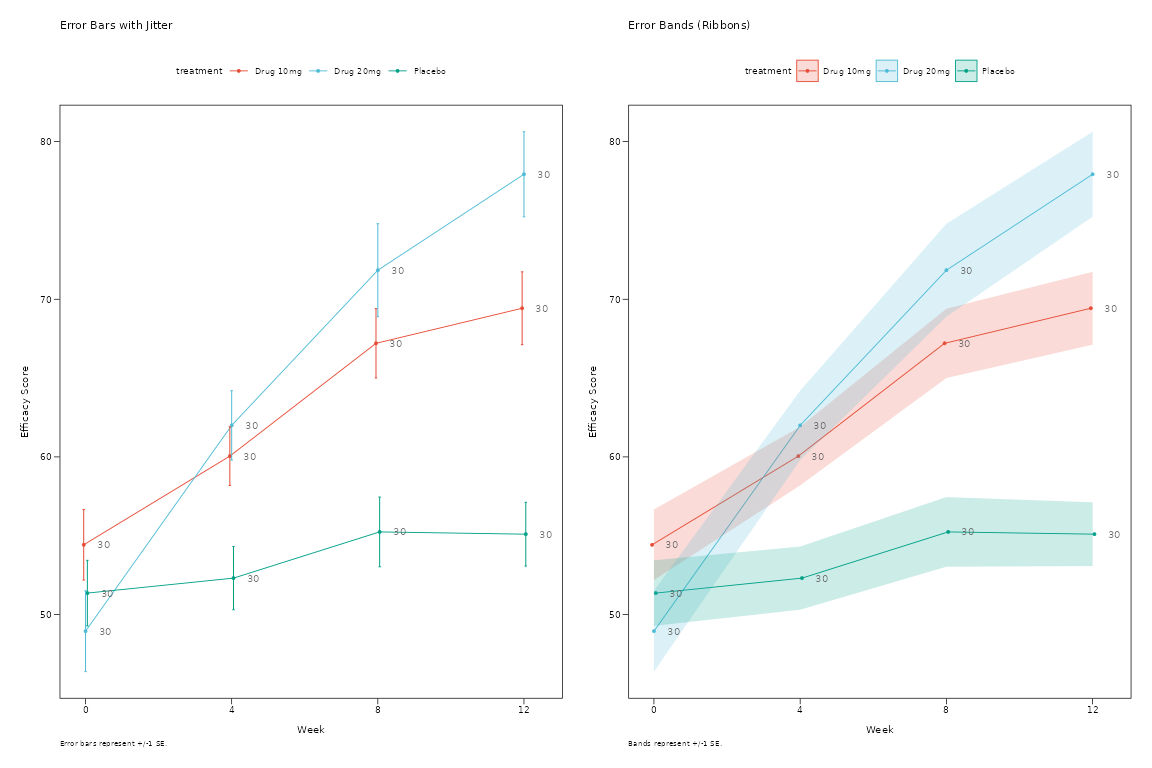 Error Bars with Jitter
treatment Drug 10mg Drug 20mg Placebo
80
70
60
50
Efficacy Score
30
30
30
30
30
30
30
30
30
30
30
30
0 4 8 12
Week
Error bars represent +/-1 SE.
Error Bands (Ribbons)
treatment Drug 10mg Drug 20mg Placebo
80
70
60
50
Efficacy Score
30
30
30
30
30
30
30
30
30
30
30
30
0 4 8 12
Week
Bands represent +/-1 SE.